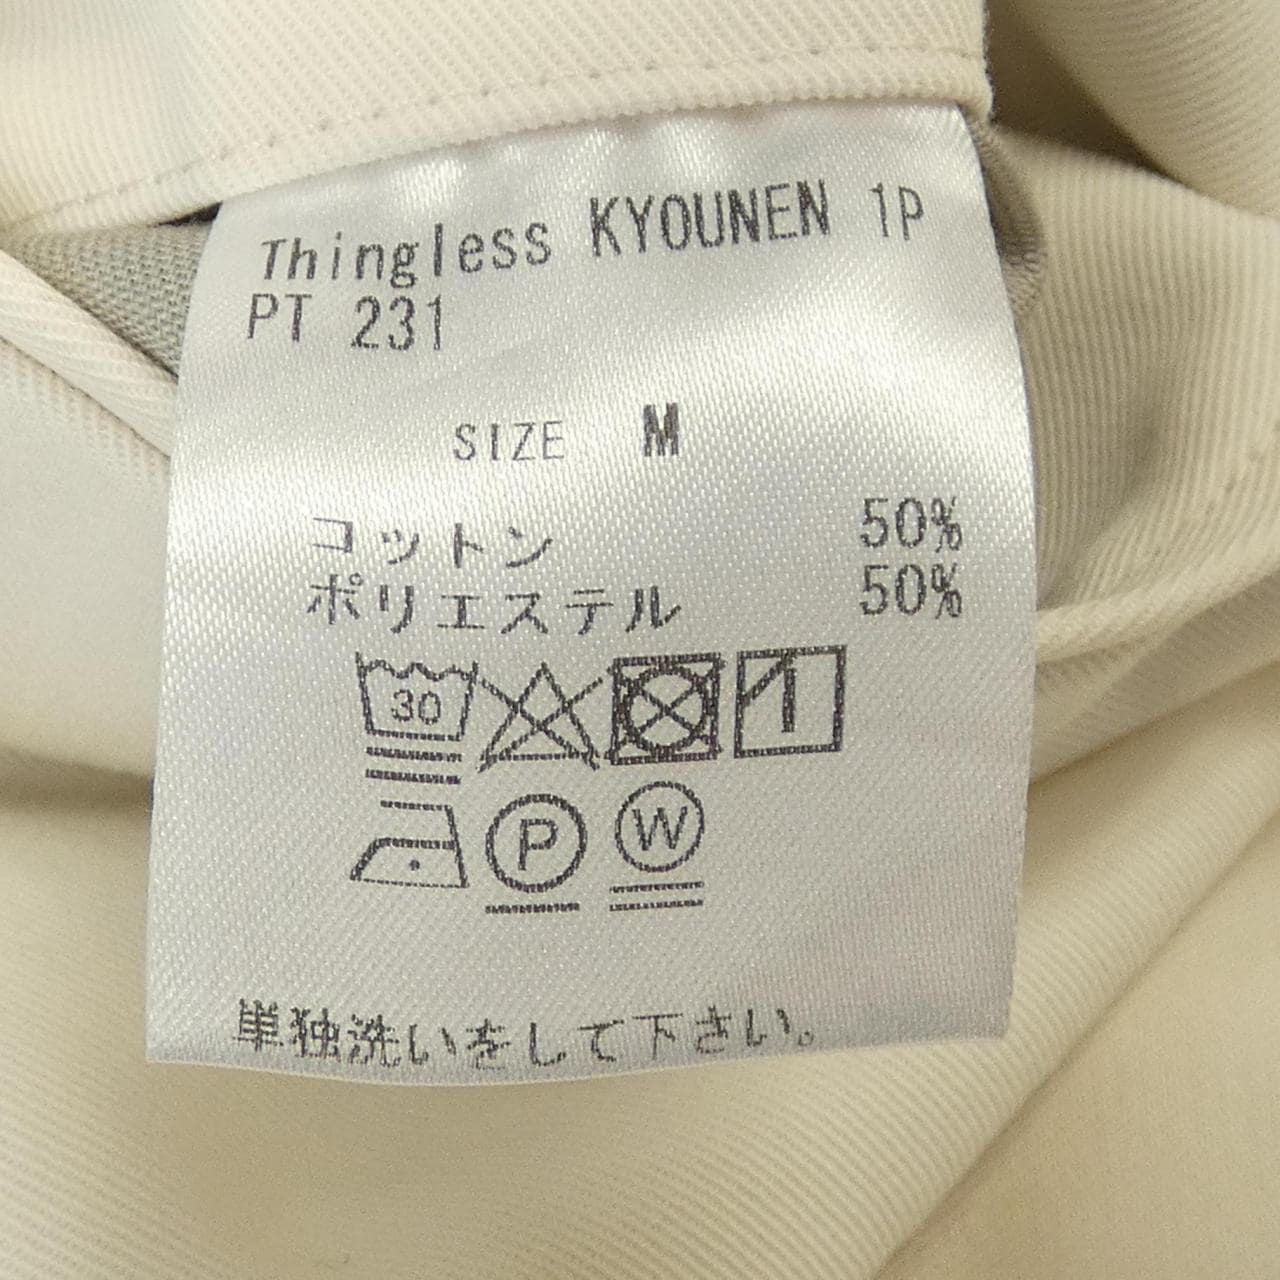 Thingless KYOUNEN 1P
PT 231
SIZE M
コットン 50%
ポリエステル 50%
30
P W
単独洗いをして下さい。